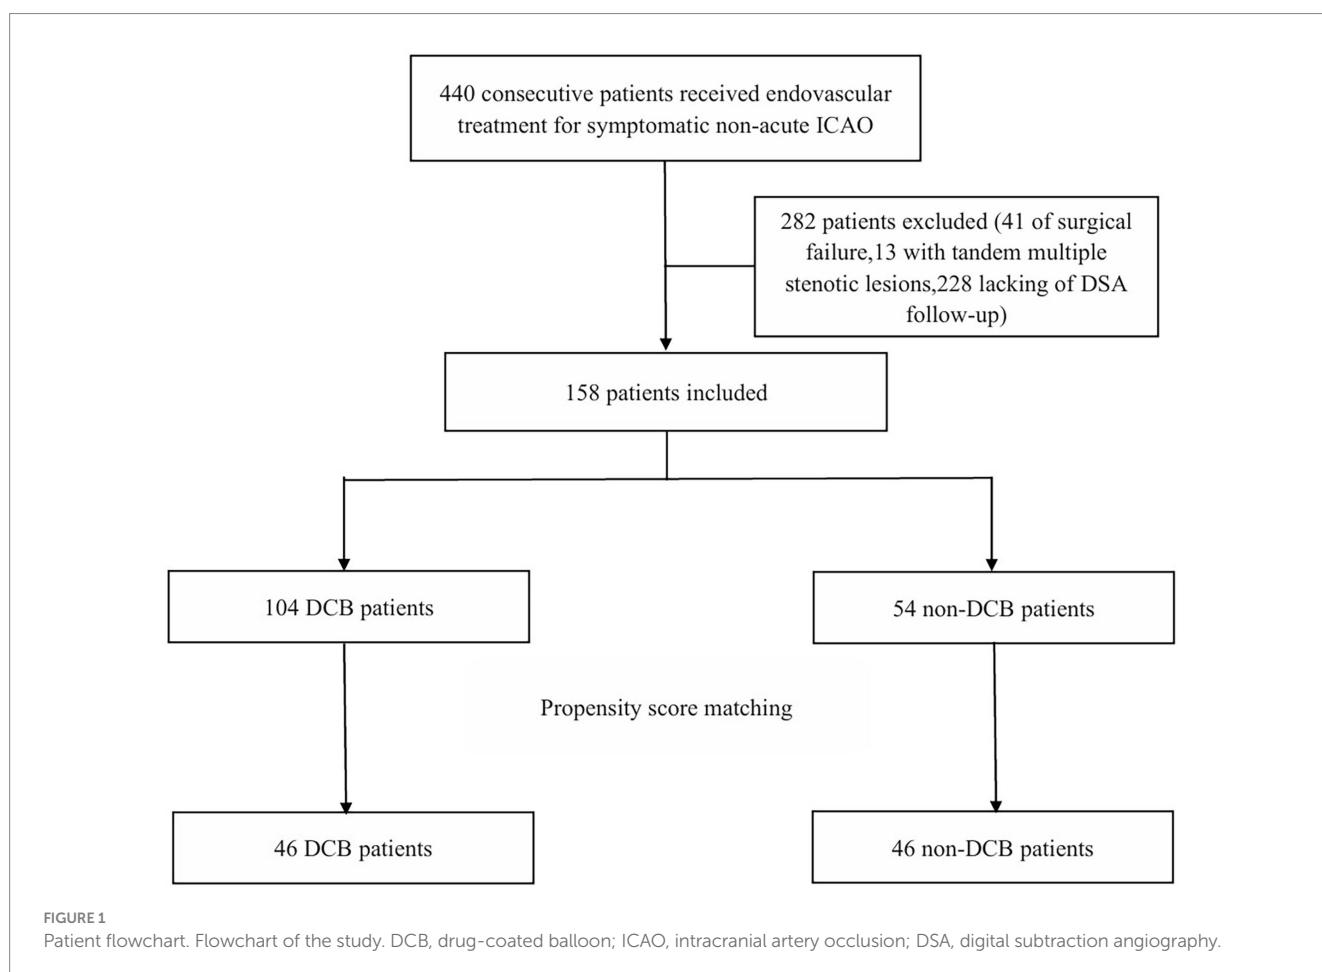 440 consecutive patients received endovascular
treatment for symptomatic non-acute ICAO
282 patients excluded (41 of surgical
failure,13 with tandem multiple
stenotic lesions,228 lacking of DSA
follow-up)
158 patients included
104 DCB patients
54 non-DCB patients
Propensity score matching
46 DCB patients
46 non-DCB patients
FIGURE 1
Patient flowchart. Flowchart of the study. DCB, drug-coated balloon; ICAO, intracranial artery occlusion; DSA, digital subtraction angiography.